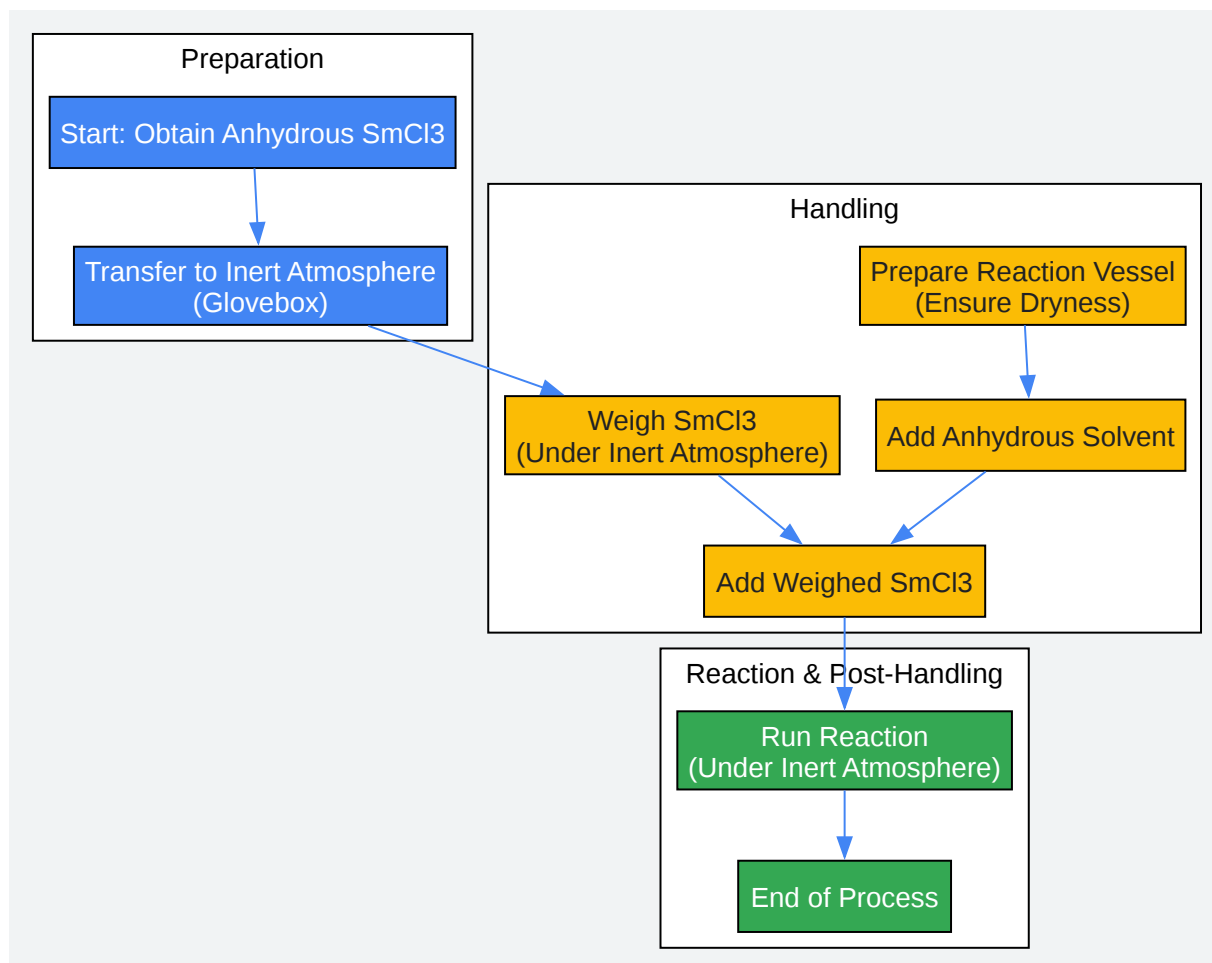 Preparation
Start: Obtain Anhydrous SmCl3
Transfer to Inert Atmosphere
(Glovebox)
Handling
Prepare Reaction Vessel
(Ensure Dryness)
Weigh SmCl3
(Under Inert Atmosphere)
Add Anhydrous Solvent
Add Weighed SmCl3
Reaction & Post-Handling
Run Reaction
(Under Inert Atmosphere)
End of Process